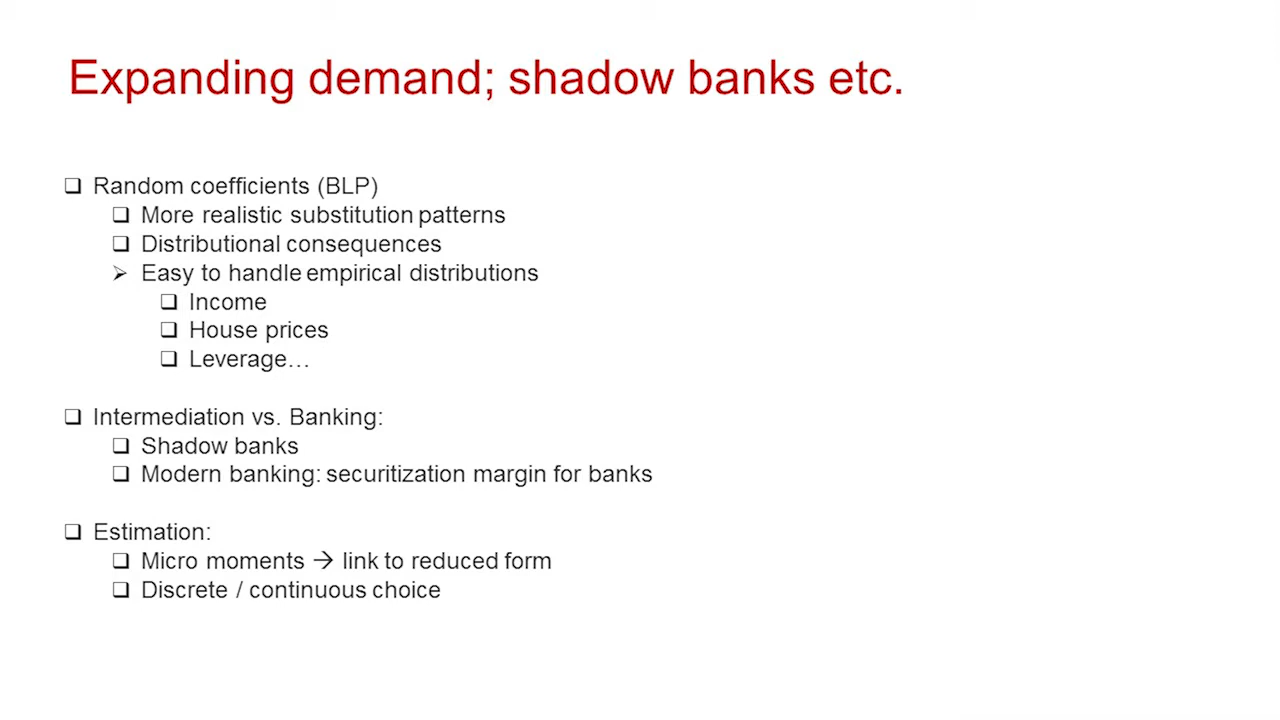 Expanding demand; shadow banks etc.
❑ Random coefficients (BLP)
❑ More realistic substitution patterns
❑ Distributional consequences
➢ Easy to handle empirical distributions
❑ Income
❑ House prices
❑ Leverage…
❑ Intermediation vs. Banking:
❑ Shadow banks
❑ Modern banking: securitization margin for banks
❑ Estimation:
❑ Micro moments → link to reduced form
❑ Discrete / continuous choice